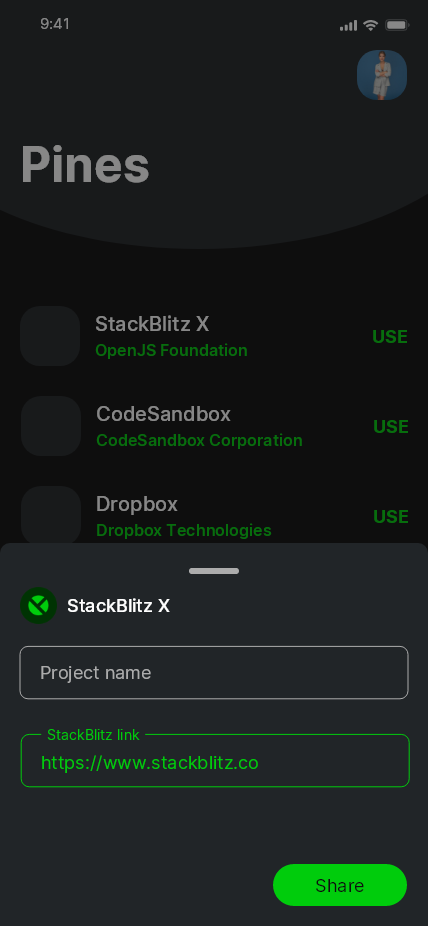 9:41
Pines
StackBlitz X
OpenJS Foundation
USE
CodeSandbox
CodeSandbox Corporation
USE
Dropbox
Dropbox Technologies
USE
StackBlitz X
Project name
StackBlitz link
https://www.stackblitz.co
Share